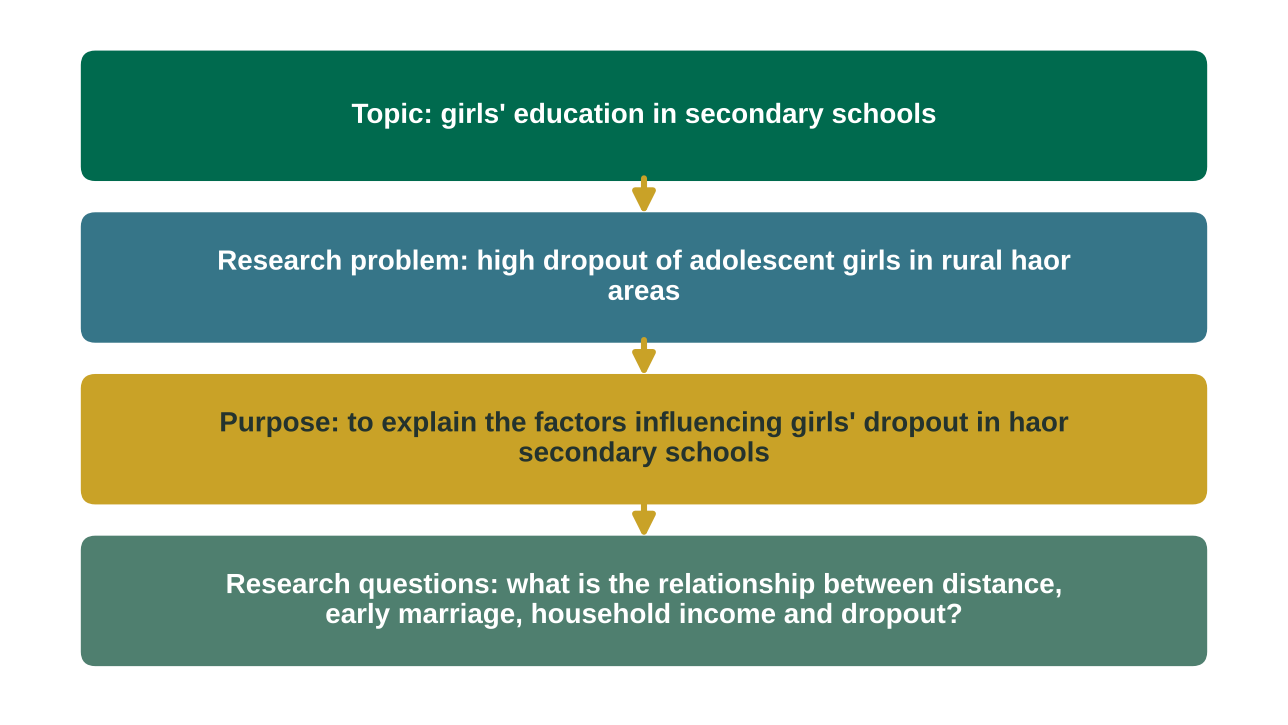 Topic: girls' education in secondary schools
Research problem: high dropout of adolescent girls in rural haor
areas
Purpose: to explain the factors influencing girls' dropout in haor
secondary schools
Research questions: what is the relationship between distance,
early marriage, household income and dropout?